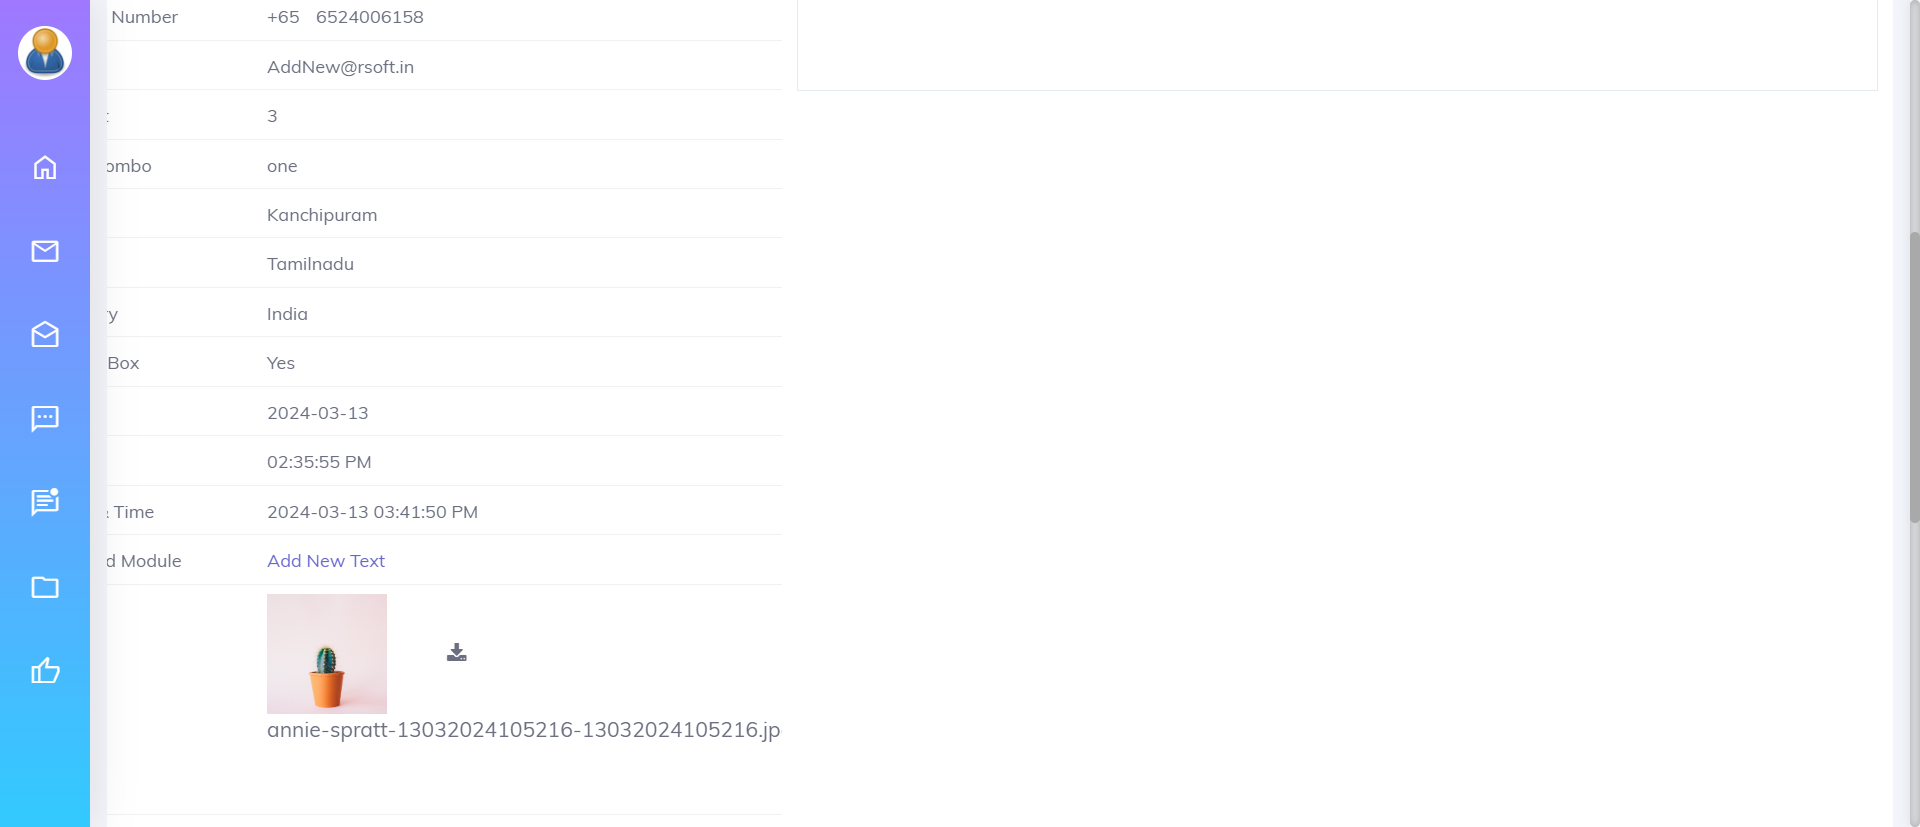 Number +65 6524006158
AddNew@rsoft.in
3
ombo one
Kanchipuram
Tamilnadu
ry India
Box Yes
2024-03-13
02:35:55 PM
& Time 2024-03-13 03:41:50 PM
d Module Add New Text
annie-spratt-13032024105216-13032024105216.jp